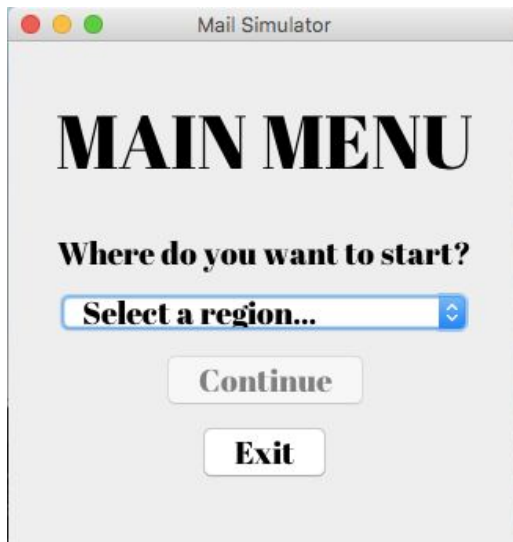 Mail Simulator
MAIN MENU
Where do you want to start?
Select a region...
Continue
Exit